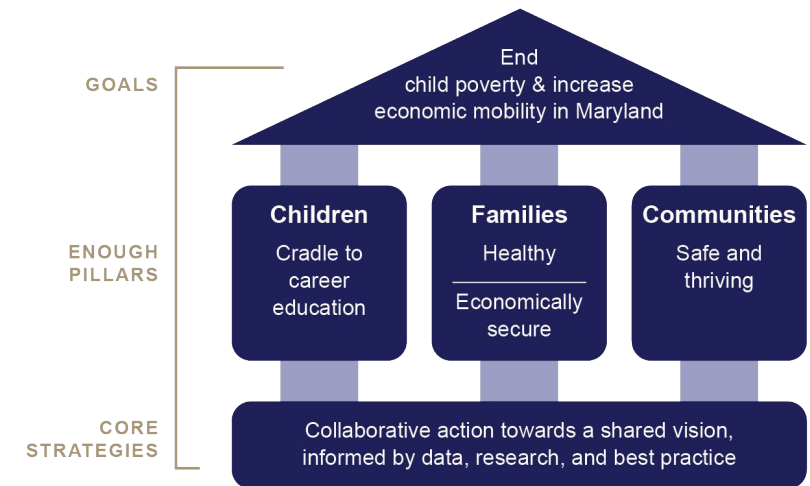 GOALS
End
child poverty & increase
economic mobility in Maryland
ENOUGH
PILLARS
Children
Cradle to
career
education
Families
Healthy
Economically
secure
Communities
Safe and
thriving
CORE
STRATEGIES
Collaborative action towards a shared vision,
informed by data, research, and best practice